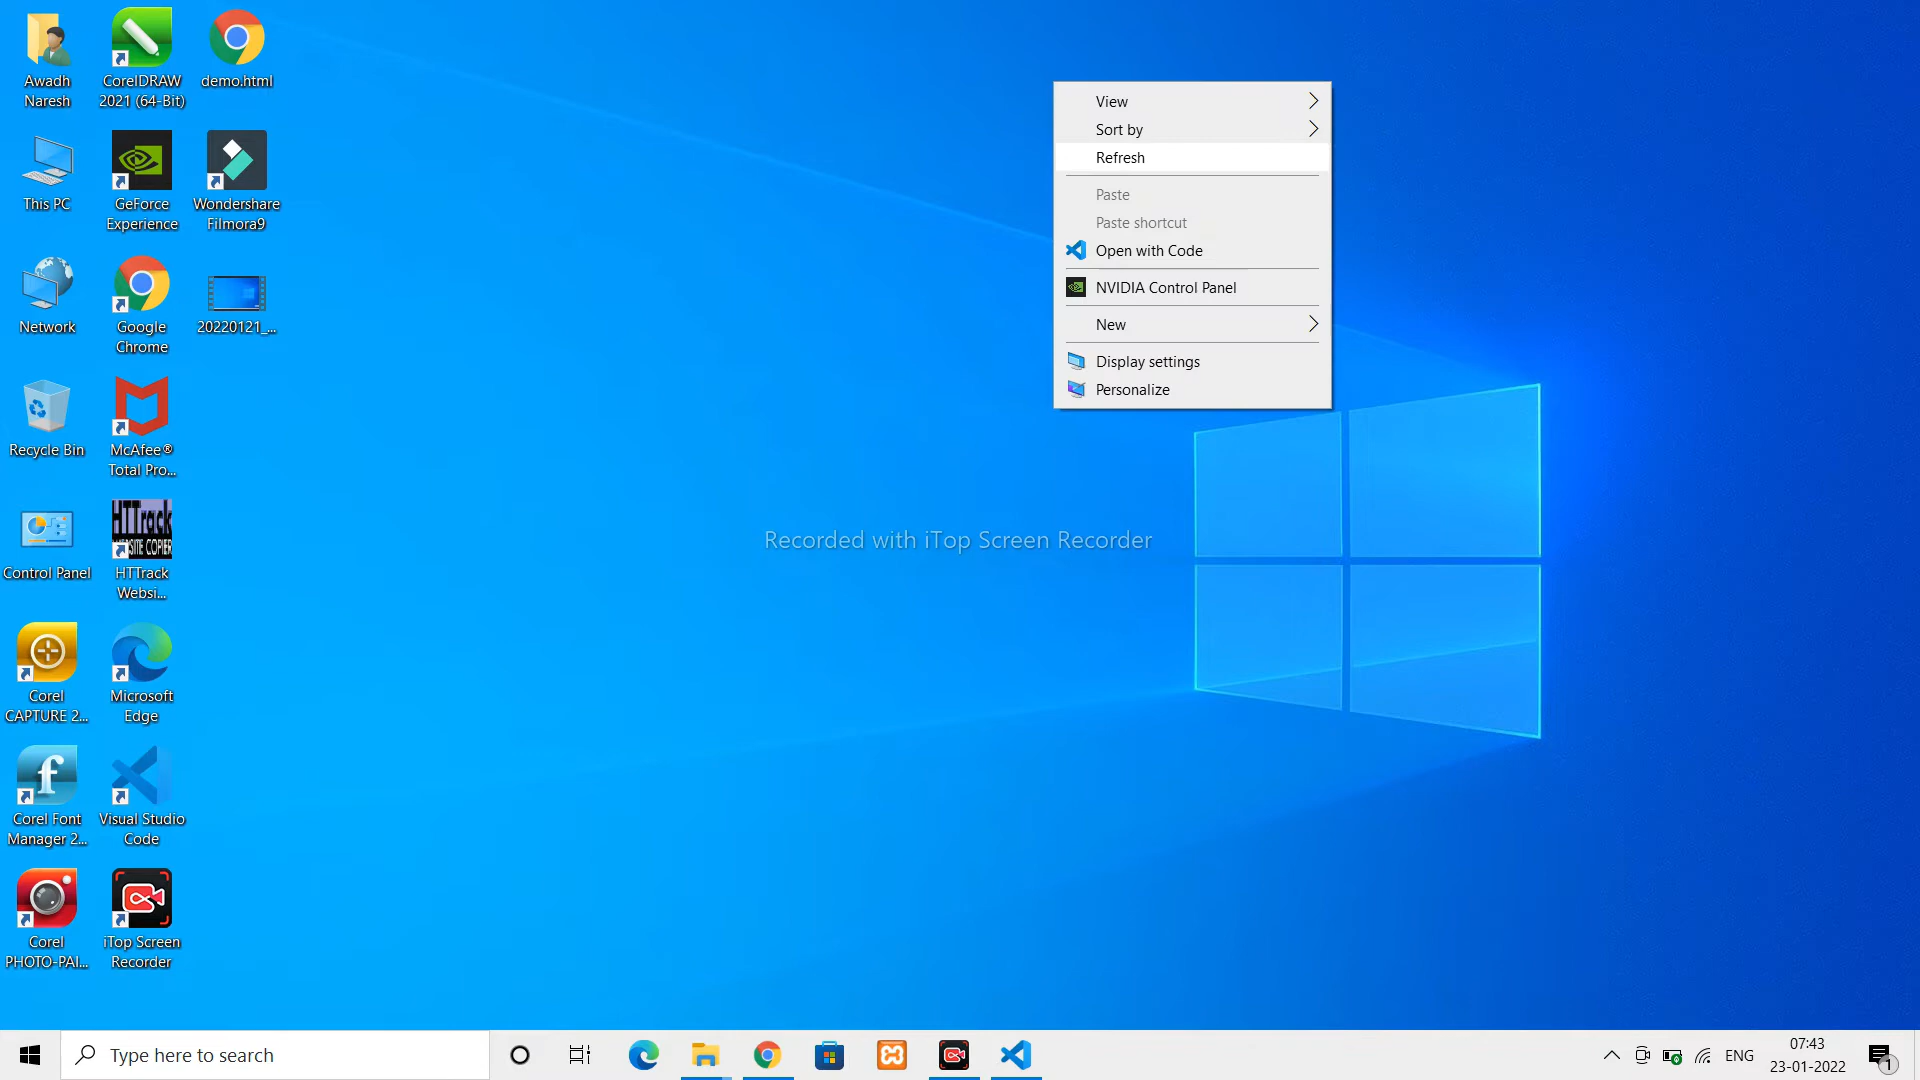 Awadh
Naresh
CorelDRAW
2021 (64-Bit)
demo.html
This PC
GeForce
Experience
Wondershare
Filmora9
Network
Google
Chrome
20220121_...
Recycle Bin
McAfee®
Total Pro...
Control Panel
HTTrack
WEBSITE COPIER
HTTrack
Websi...
Corel
CAPTURE 2...
Microsoft
Edge
Corel Font
Manager 2...
Visual Studio
Code
Corel
PHOTO-PAI...
iTop Screen
Recorder
View
Sort by
Refresh
Paste
Paste shortcut
Open with Code
NVIDIA Control Panel
New
Display settings
Personalize
Recorded with iTop Screen Recorder
Type here to search
ENG
07:43
23-01-2022
1